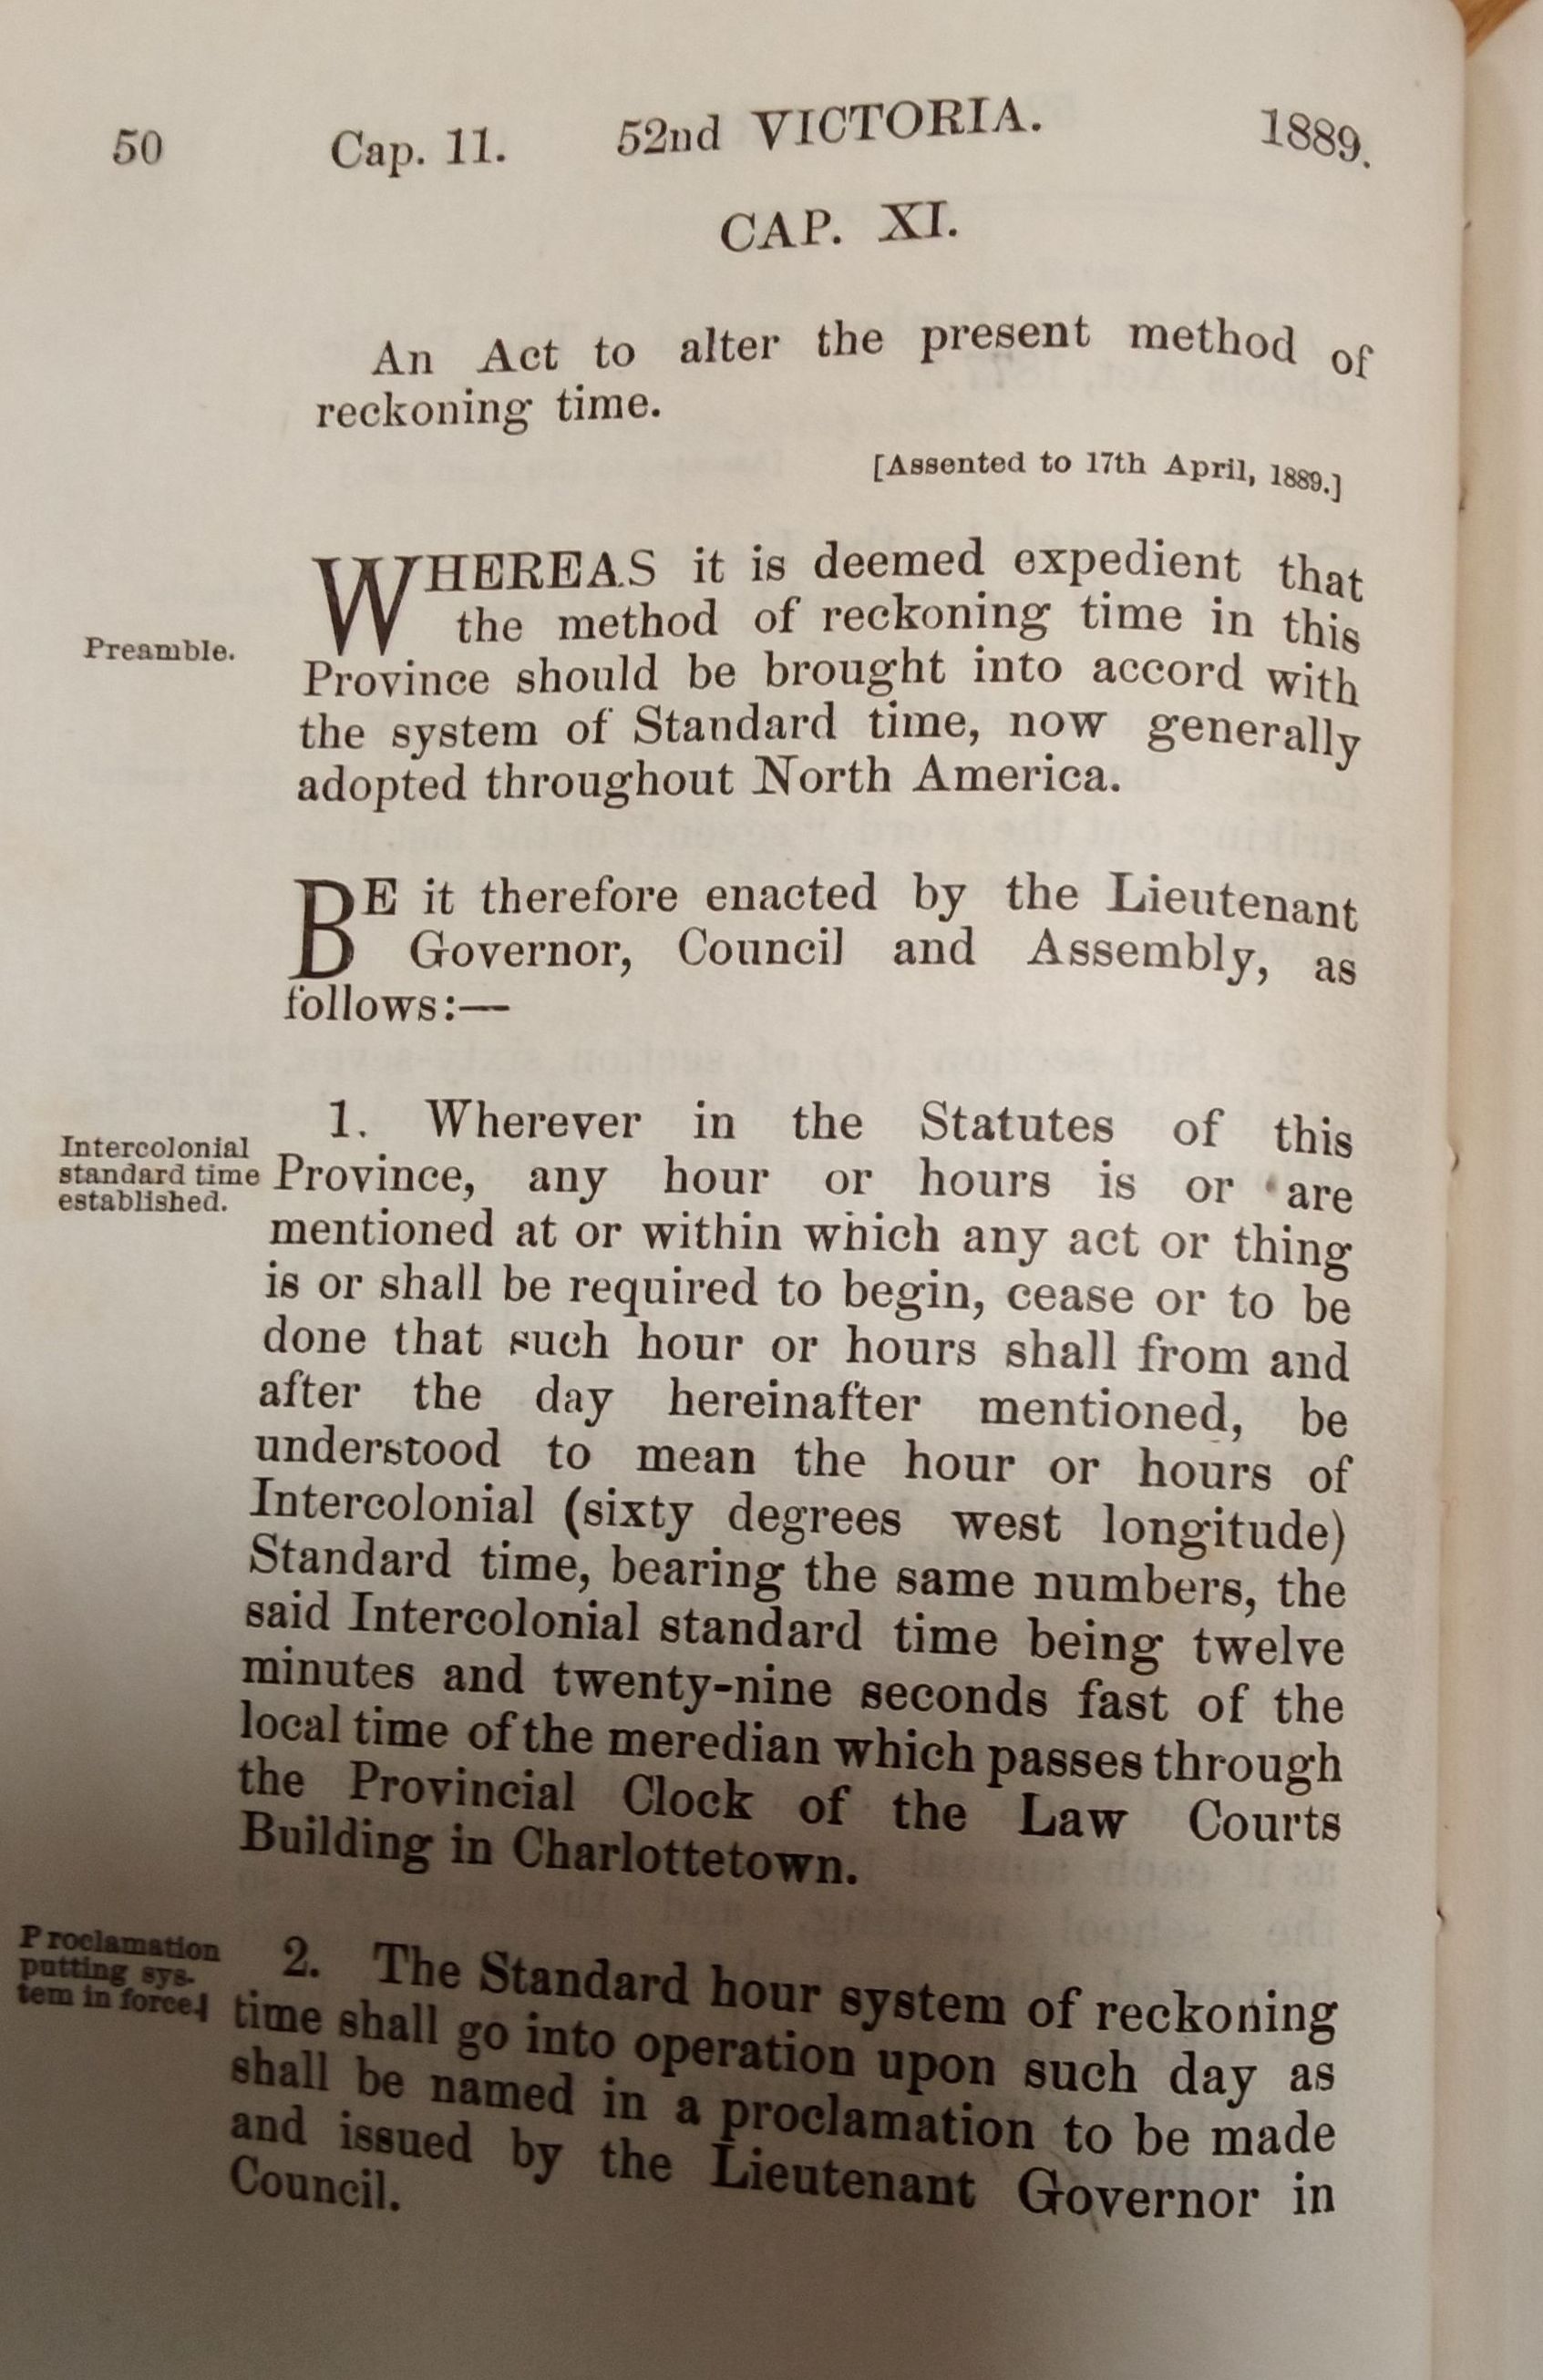 50 Cap. 11. 52nd VICTORIA. 1889.
CAP. XI.
An Act to alter the present method of
reckoning time.
[Assented to 17th April, 1889.]
WHEREAS it is deemed expedient that
the method of reckoning time in this
Preamble.
Province should be brought into accord with
the system of Standard time, now generally
adopted throughout North America.
BE it therefore enacted by the Lieutenant
Governor, Council and Assembly, as
follows:—
1. Wherever in the Statutes of this
Intercolonial
standard time
established.
Province, any hour or hours is or are
mentioned at or within which any act or thing
is or shall be required to begin, cease or to be
done that such hour or hours shall from and
after the day hereinafter mentioned, be
understood to mean the hour or hours of
Intercolonial (sixty degrees west longitude)
Standard time, bearing the same numbers, the
said Intercolonial standard time being twelve
minutes and twenty-nine seconds fast of the
local time of the meredian which passes through
the Provincial Clock of the Law Courts
Building in Charlottetown.
Proclamation
putting sys-
tem in force.
2. The Standard hour system of reckoning
time shall go into operation upon such day as
shall be named in a proclamation to be made
and issued by the Lieutenant Governor in
Council.